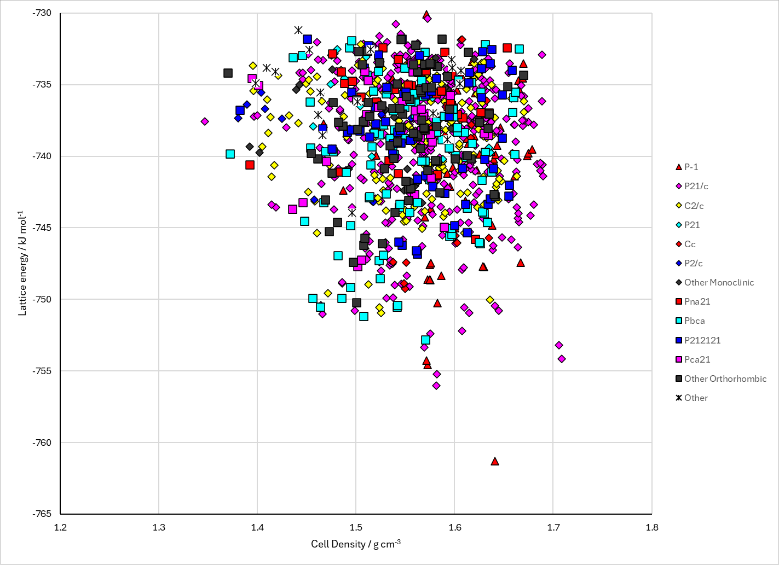 -730
-735
-740
-745
-750
-755
-760
-765
Lattice energy / kJ mol-1
1.2 1.3 1.4 1.5 1.6 1.7 1.8
Cell Density / g cm-3
P-1
P21/c
C2/c
P21
Cc
P2/c
Other Monoclinic
Pna21
Pbca
P212121
Pca21
Other Orthorhombic
Other